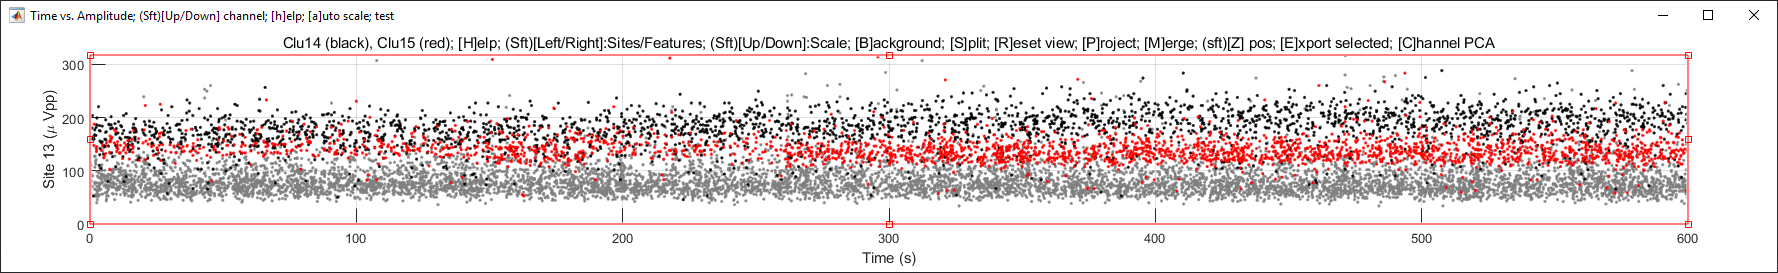 Time vs. Amplitude; (Sft)[Up/Down] channel; [h]elp; [a]uto scale; test
Clu14 (black), Clu15 (red); [H]elp; (Sft)[Left/Right]:Sites/Features; (Sft)[Up/Down]:Scale; [B]ackground; [S]plit; [R]eset view; [P]roject; [M]erge; (sft)[Z] pos; [E]xport selected; [C]hannel PCA
Site 13 (μ Vpp)
300
200
100
0
0 100 200 300 400 500 600
Time (s)